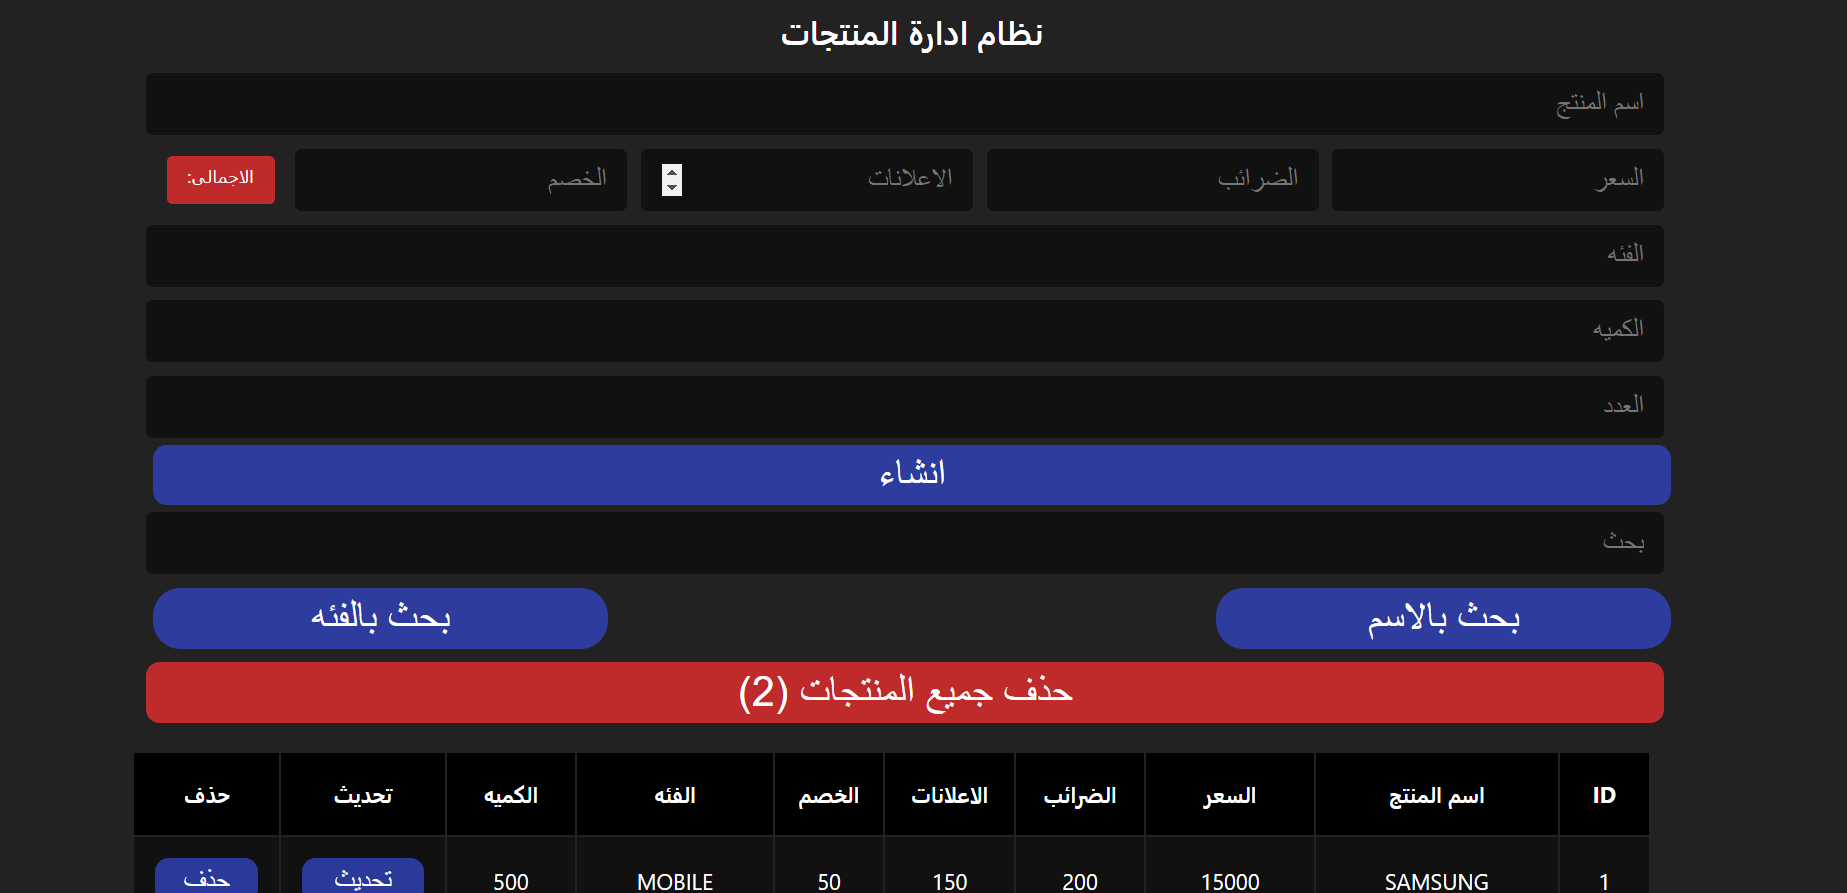 نظام ادارة المنتجات
اسم المنتج
السعر الضرائب الاعلانات الخصم الاجمالى:
الفئه
الكميه
العدد
انشاء
بحث
بحث بالاسم بحث بالفئه
حذف جميع المنتجات (2)
ID اسم المنتج السعر الضرائب الاعلانات الخصم الفئه الكميه تحديث حذف
1 SAMSUNG 15000 200 150 50 MOBILE 500 تحديث حذف